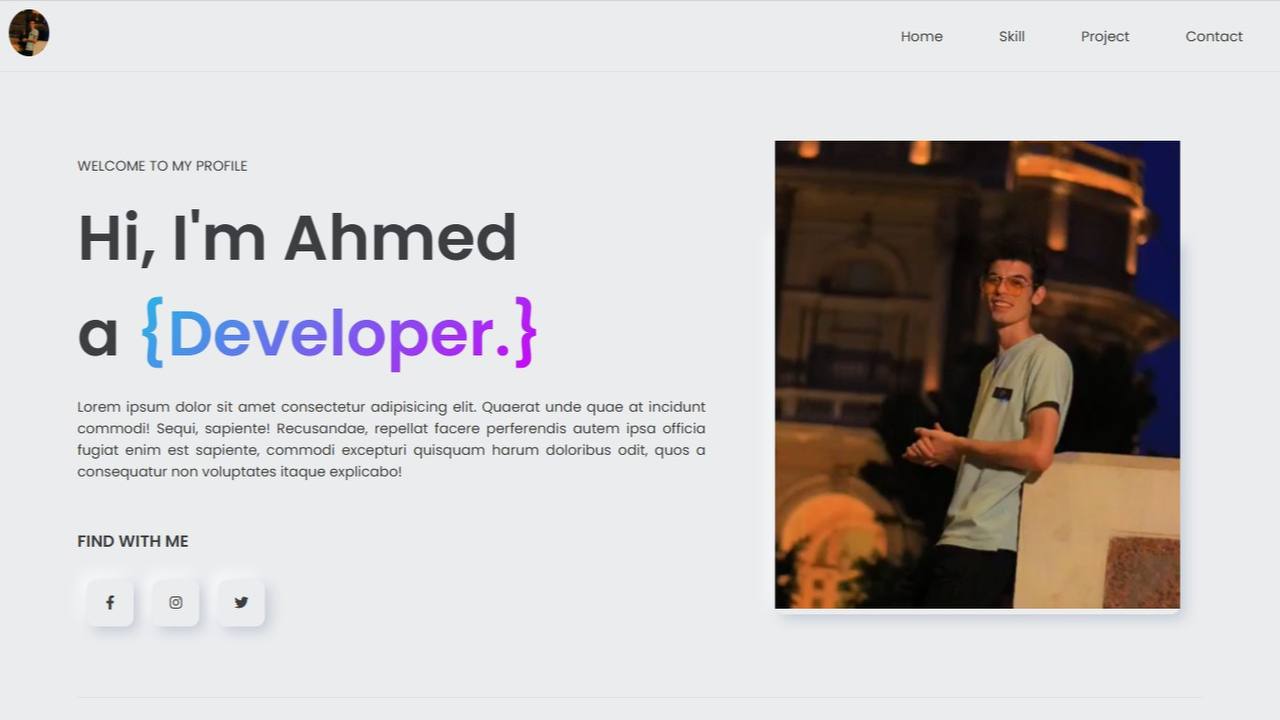 Home Skill Project Contact
WELCOME TO MY PROFILE
Hi, I'm Ahmed
a {Developer.}
Lorem ipsum dolor sit amet consectetur adipisicing elit. Quaerat unde quae at incidunt
commodi! Sequi, sapiente! Recusandae, repellat facere perferendis autem ipsa officia
fugiat enim est sapiente, commodi excepturi quisquam harum doloribus odit, quos a
consequatur non voluptates itaque explicabo!
FIND WITH ME